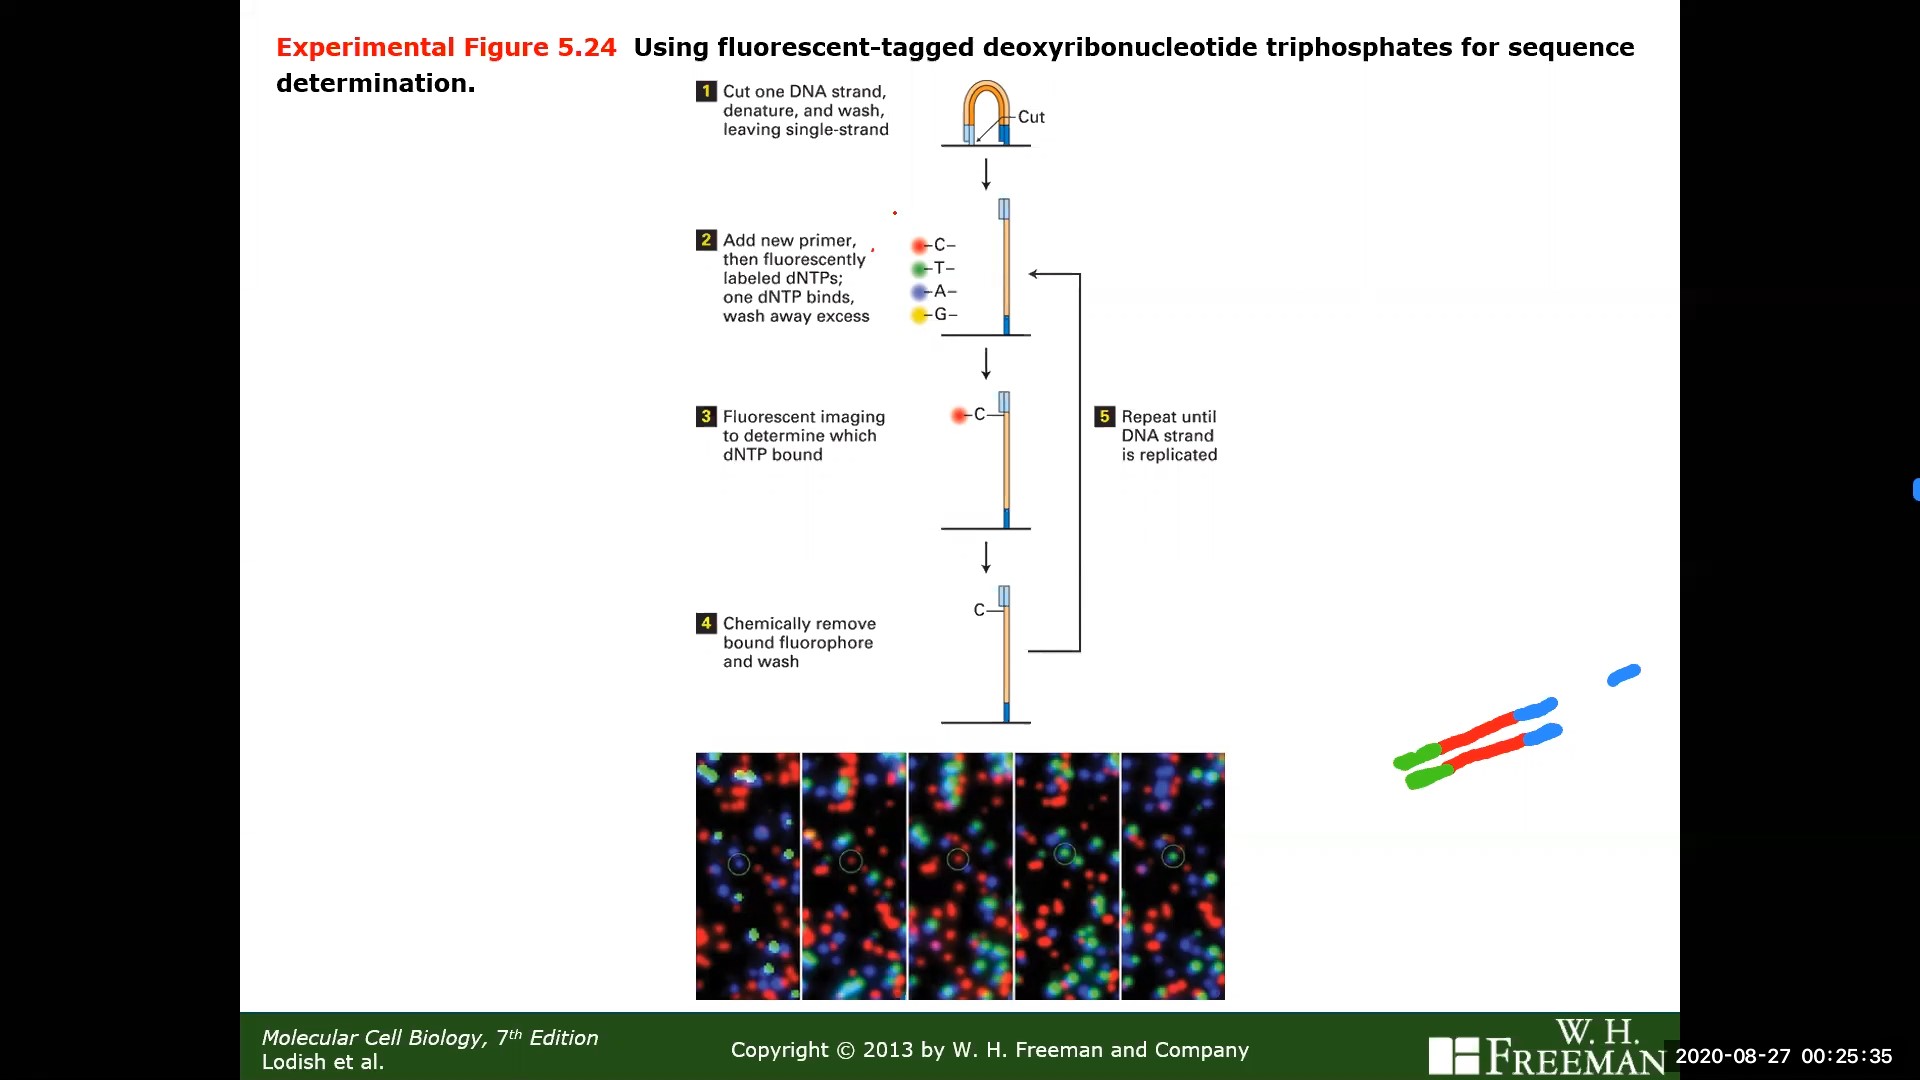 Experimental Figure 5.24 Using fluorescent-tagged deoxyribonucleotide triphosphates for sequence
determination.
1 Cut one DNA strand,
denature, and wash,
leaving single-strand
Cut
2 Add new primer,
then fluorescently
labeled dNTPs;
one dNTP binds,
wash away excess
–C–
–T–
–A–
–G–
3 Fluorescent imaging
to determine which
dNTP bound
–C–
5 Repeat until
DNA strand
is replicated
4 Chemically remove
bound fluorophore
and wash
C–
Molecular Cell Biology, 7th Edition
Lodish et al.
Copyright © 2013 by W. H. Freeman and Company
W. H.
FREEMAN
2020-08-27 00:25:35